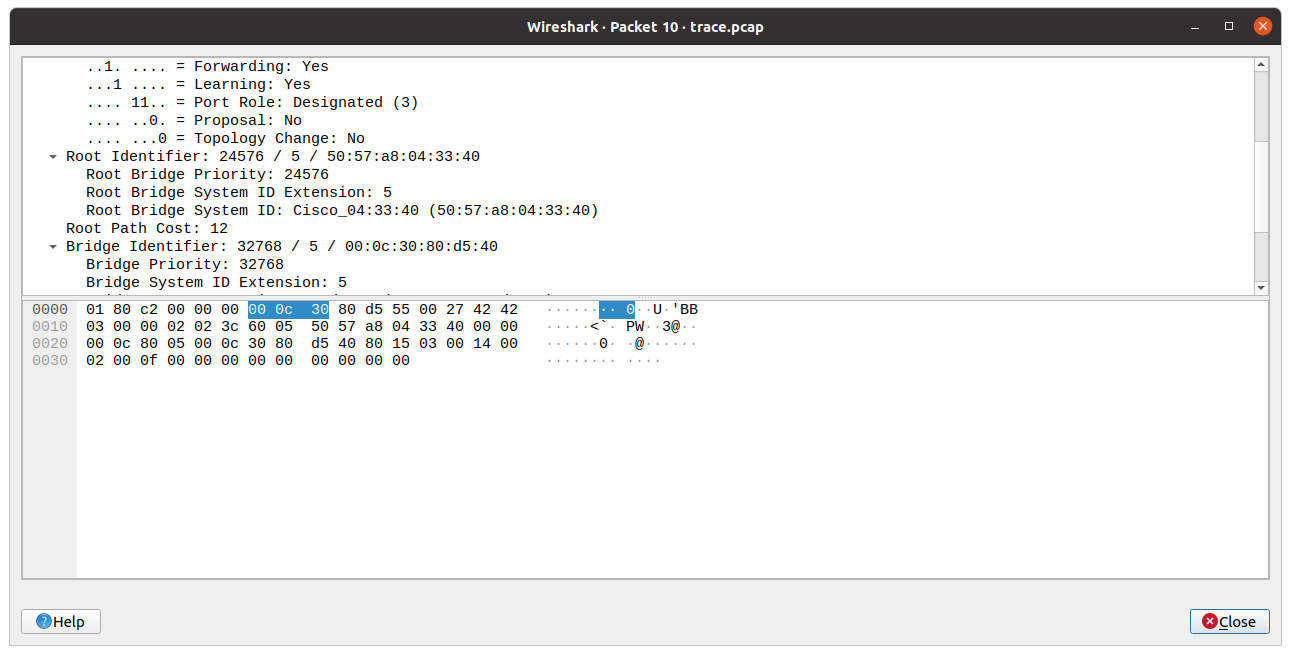 Wireshark · Packet 10 · trace.pcap
..1. .... = Forwarding: Yes
...1 .... = Learning: Yes
.... 11.. = Port Role: Designated (3)
.... ..0. = Proposal: No
.... ...0 = Topology Change: No
Root Identifier: 24576 / 5 / 50:57:a8:04:33:40
Root Bridge Priority: 24576
Root Bridge System ID Extension: 5
Root Bridge System ID: Cisco_04:33:40 (50:57:a8:04:33:40)
Root Path Cost: 12
Bridge Identifier: 32768 / 5 / 00:0c:30:80:d5:40
Bridge Priority: 32768
Bridge System ID Extension: 5
0000 01 80 c2 00 00 00 00 0c 30 80 d5 55 00 27 42 42 ········ 0··U·'BB
0010 03 00 00 02 02 3c 60 05 50 57 a8 04 33 40 00 00 ·····<`· PW··3@··
0020 00 0c 80 05 00 0c 30 80 d5 40 80 15 03 00 14 00 ······0· ·@······
0030 02 00 0f 00 00 00 00 00 00 00 00 00 ········ ····
Help
Close